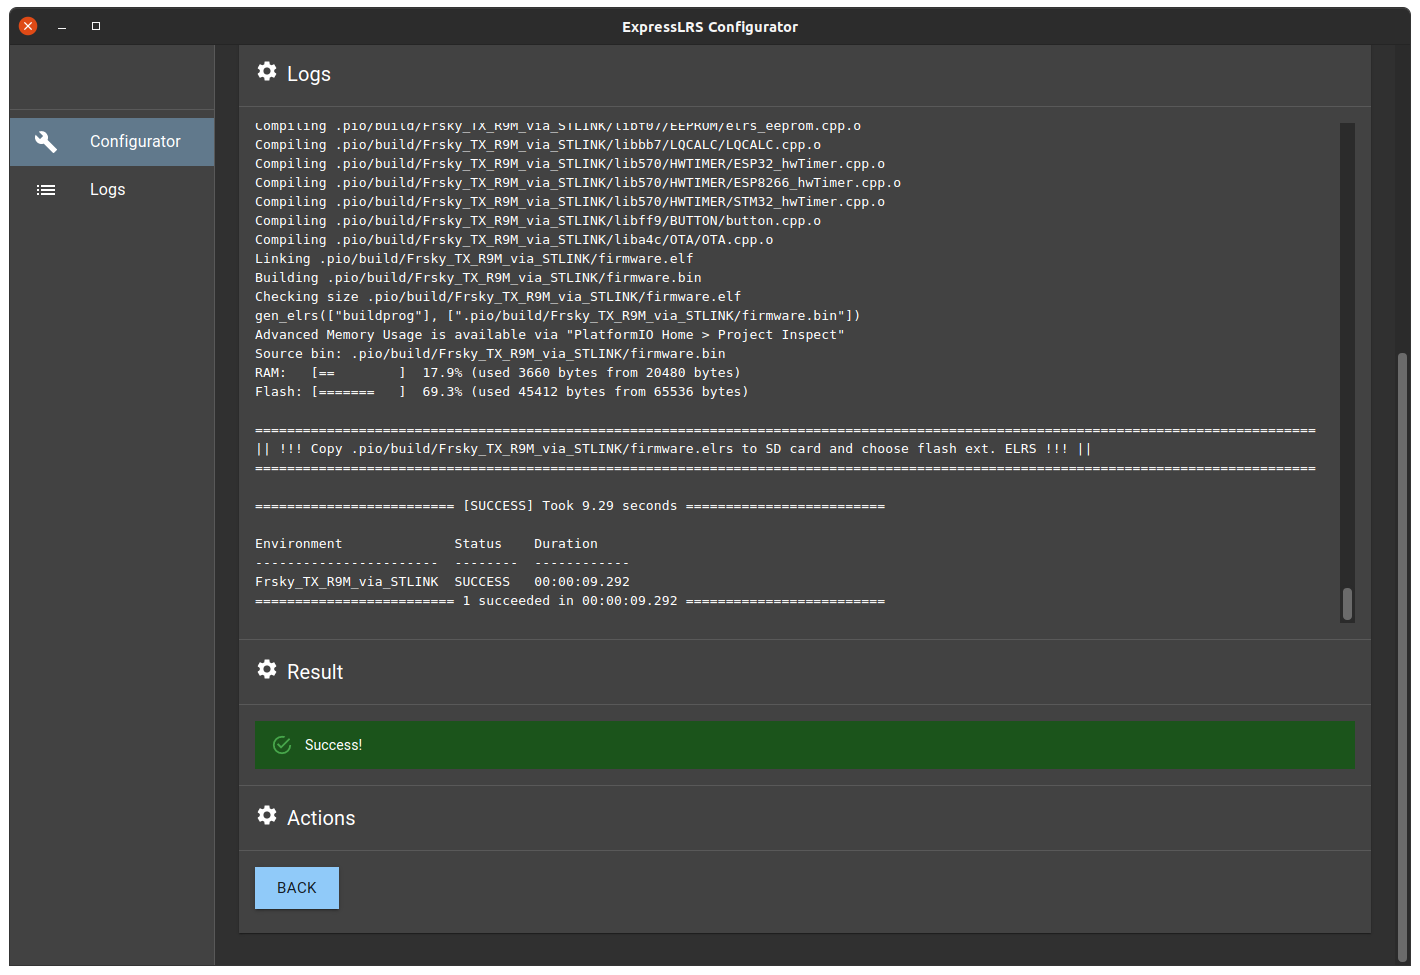 ExpressLRS Configurator
Configurator
Logs
Logs
Compiling .pio/build/Frsky_TX_R9M_via_STLINK/libf07/EEPROM/elrs_eeprom.cpp.o
Compiling .pio/build/Frsky_TX_R9M_via_STLINK/libbb7/LQCALC/LQCALC.cpp.o
Compiling .pio/build/Frsky_TX_R9M_via_STLINK/lib570/HWTIMER/ESP32_hwTimer.cpp.o
Compiling .pio/build/Frsky_TX_R9M_via_STLINK/lib570/HWTIMER/ESP8266_hwTimer.cpp.o
Compiling .pio/build/Frsky_TX_R9M_via_STLINK/lib570/HWTIMER/STM32_hwTimer.cpp.o
Compiling .pio/build/Frsky_TX_R9M_via_STLINK/libff9/BUTTON/button.cpp.o
Compiling .pio/build/Frsky_TX_R9M_via_STLINK/liba4c/OTA/OTA.cpp.o
Linking .pio/build/Frsky_TX_R9M_via_STLINK/firmware.elf
Building .pio/build/Frsky_TX_R9M_via_STLINK/firmware.bin
Checking size .pio/build/Frsky_TX_R9M_via_STLINK/firmware.elf
gen_elrs(["buildprog"], [".pio/build/Frsky_TX_R9M_via_STLINK/firmware.bin"])
Advanced Memory Usage is available via "PlatformIO Home > Project Inspect"
Source bin: .pio/build/Frsky_TX_R9M_via_STLINK/firmware.bin
RAM:   [==        ]  17.9% (used 3660 bytes from 20480 bytes)
Flash: [=======   ]  69.3% (used 45412 bytes from 65536 bytes)
=====================================================================================================================================
|| !!! Copy .pio/build/Frsky_TX_R9M_via_STLINK/firmware.elrs to SD card and choose flash ext. ELRS !!! ||
=====================================================================================================================================
========================= [SUCCESS] Took 9.29 seconds =========================
Environment              Status    Duration
-----------------------  --------  ------------
Frsky_TX_R9M_via_STLINK  SUCCESS   00:00:09.292
========================= 1 succeeded in 00:00:09.292 =========================
Result
Success!
Actions
BACK